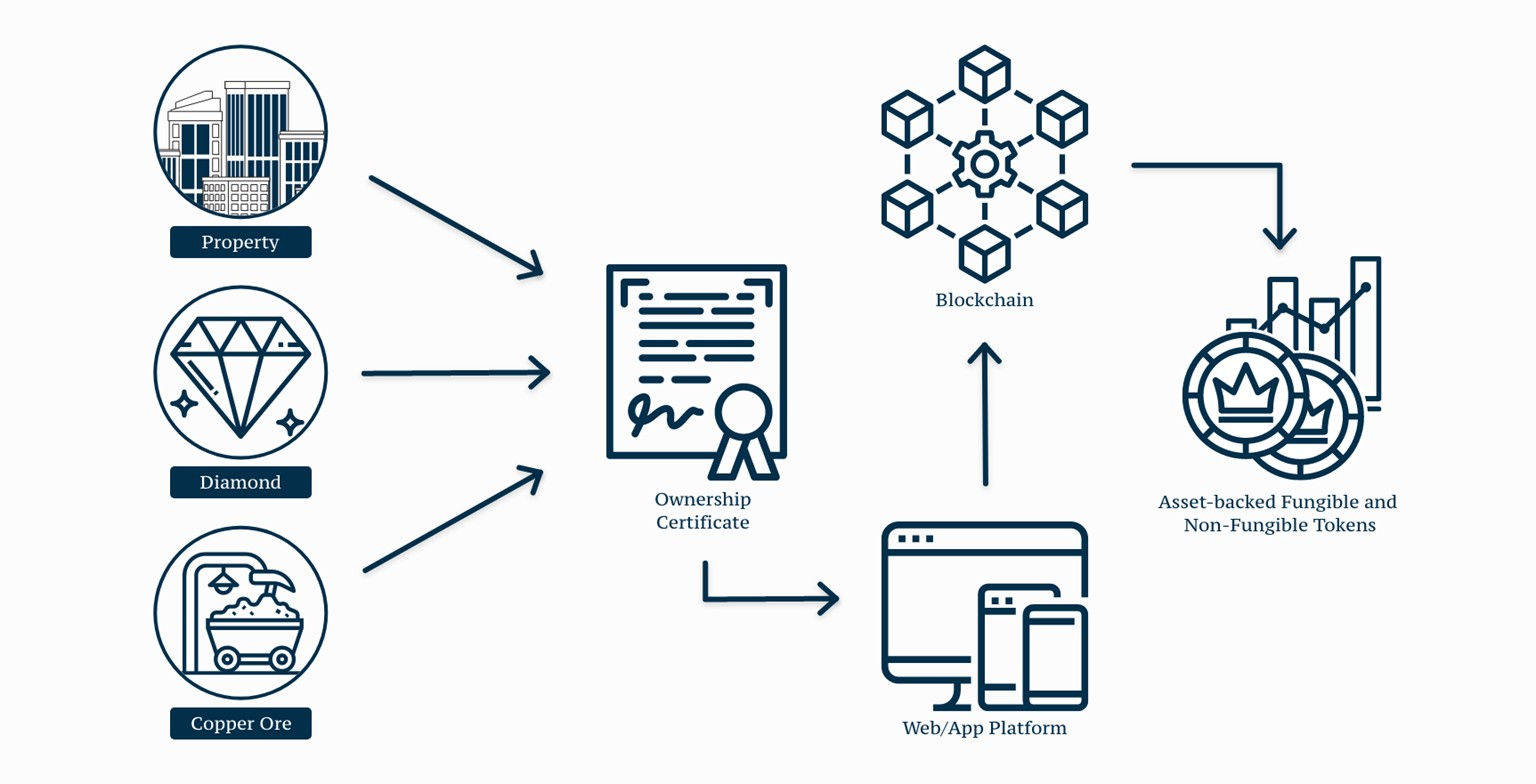 Property
Diamond
Copper Ore
Ownership
Certificate
Blockchain
Web/App Platform
Asset-backed Fungible and
Non-Fungible Tokens